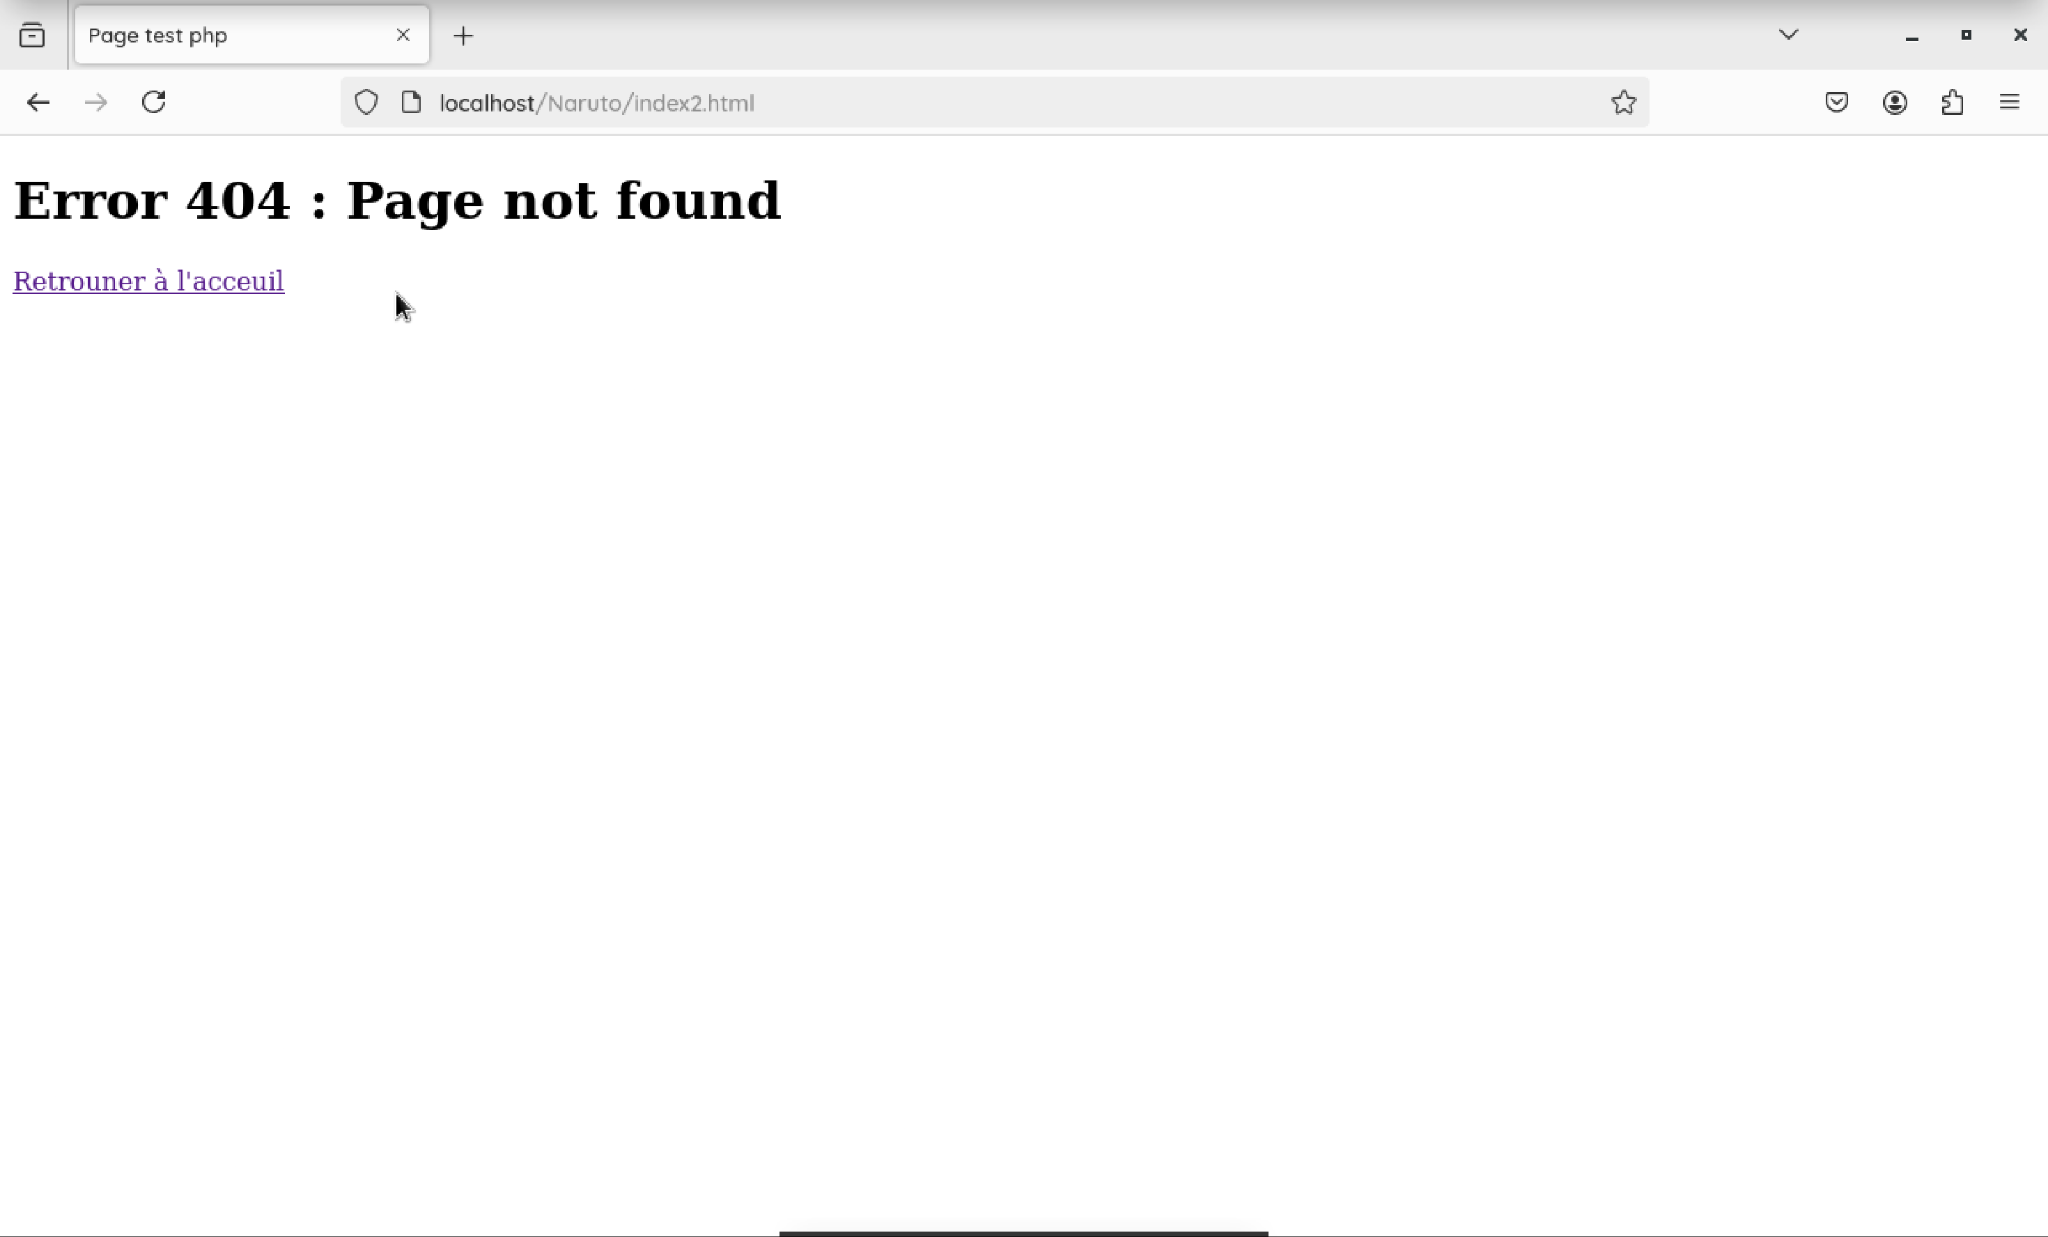 Page test php
localhost/Naruto/index2.html
Error 404 : Page not found
Retrouner à l'acceuil